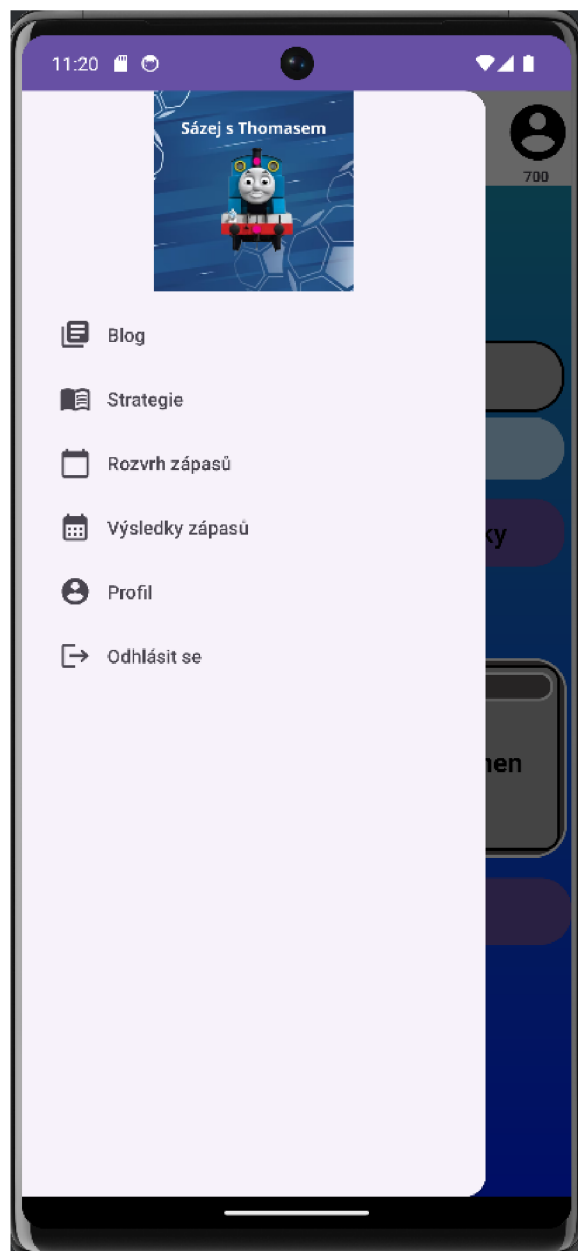 11:20
700
Sázej s Thomasem
Blog
Strategie
Rozvrh zápasů
Výsledky zápasů
ky
Profil
Odhlásit se
nen